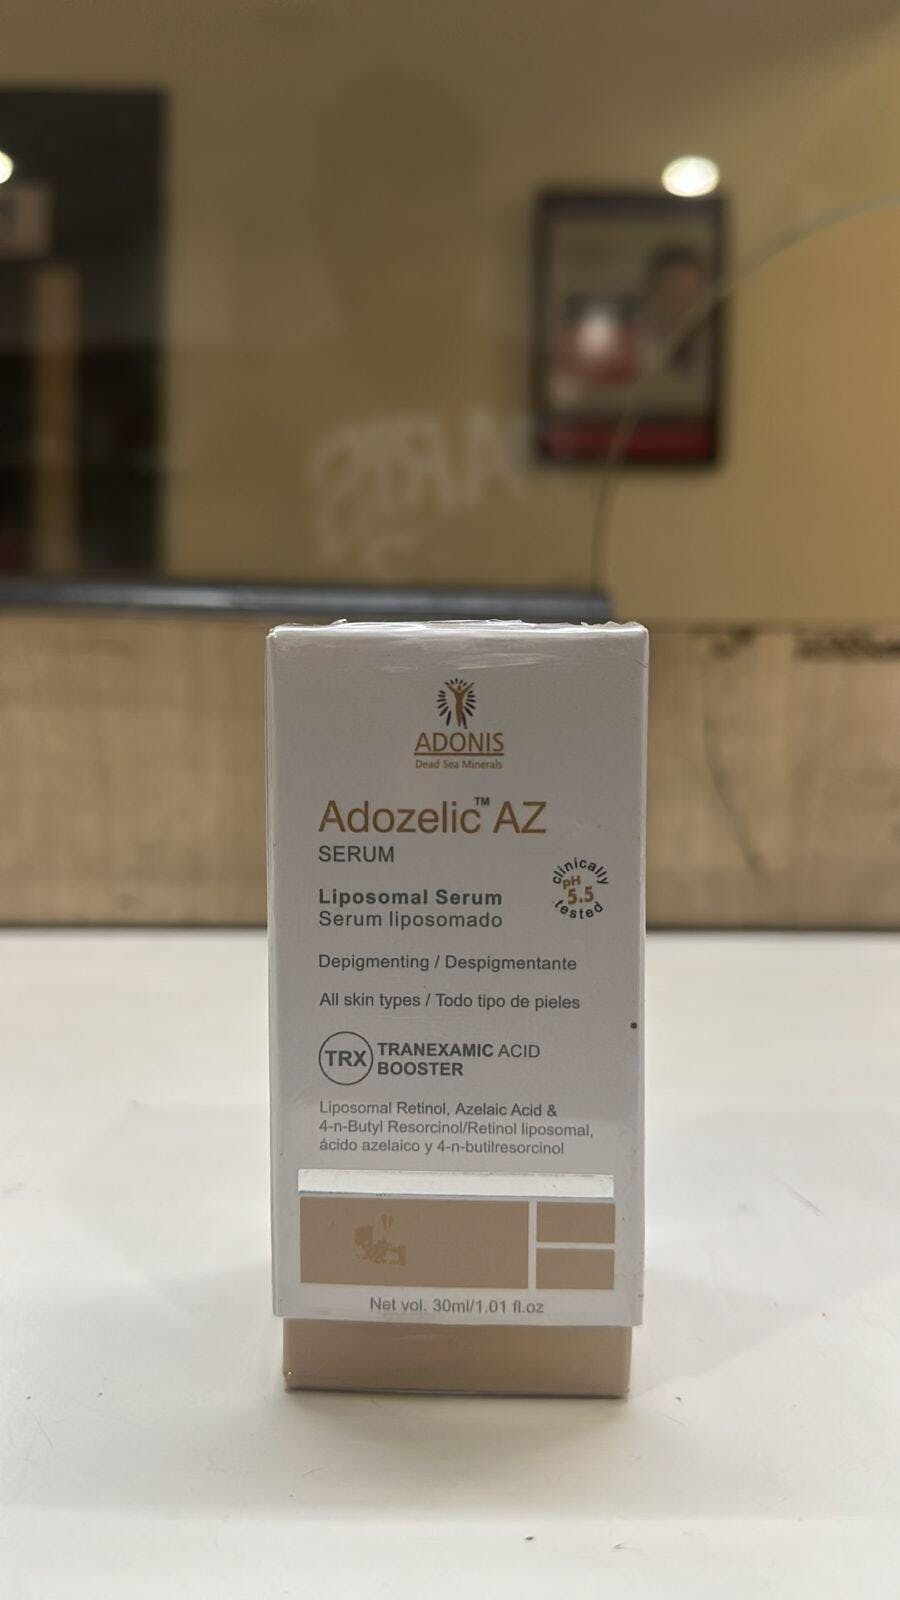 ADONIS
Dead Sea Minerals
Adozelic™ AZ
SERUM
clinically
pH
5.5
tested
Liposomal Serum
Serum liposomado
Depigmenting / Despigmentante
All skin types / Todo tipo de pieles
TRX
TRANEXAMIC ACID
BOOSTER
Liposomal Retinol, Azelaic Acid &
4-n-Butyl Resorcinol/Retinol liposomal,
ácido azelaico y 4-n-butilresorcinol
Net vol. 30ml/1.01 fl.oz